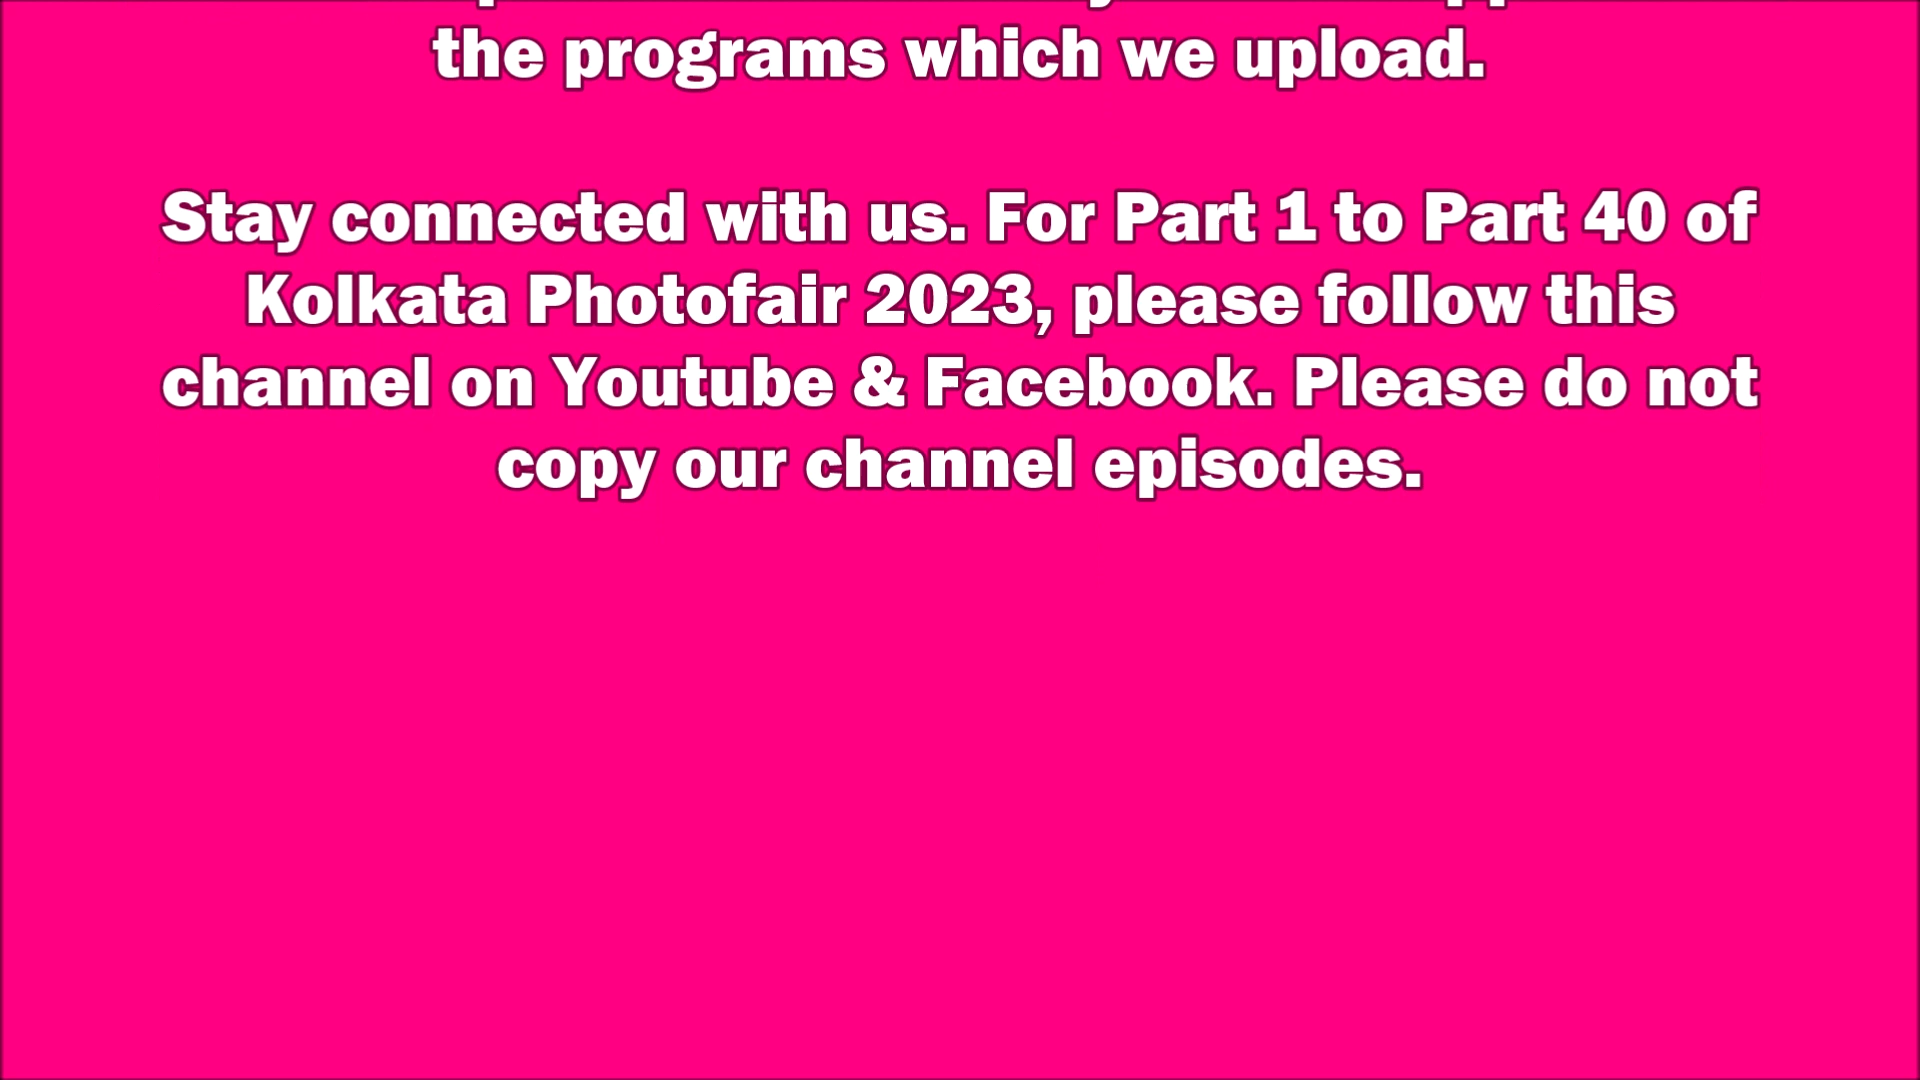 the programs which we upload.
Stay connected with us. For Part 1 to Part 40 of
Kolkata Photofair 2023, please follow this
channel on Youtube & Facebook. Please do not
copy our channel episodes.